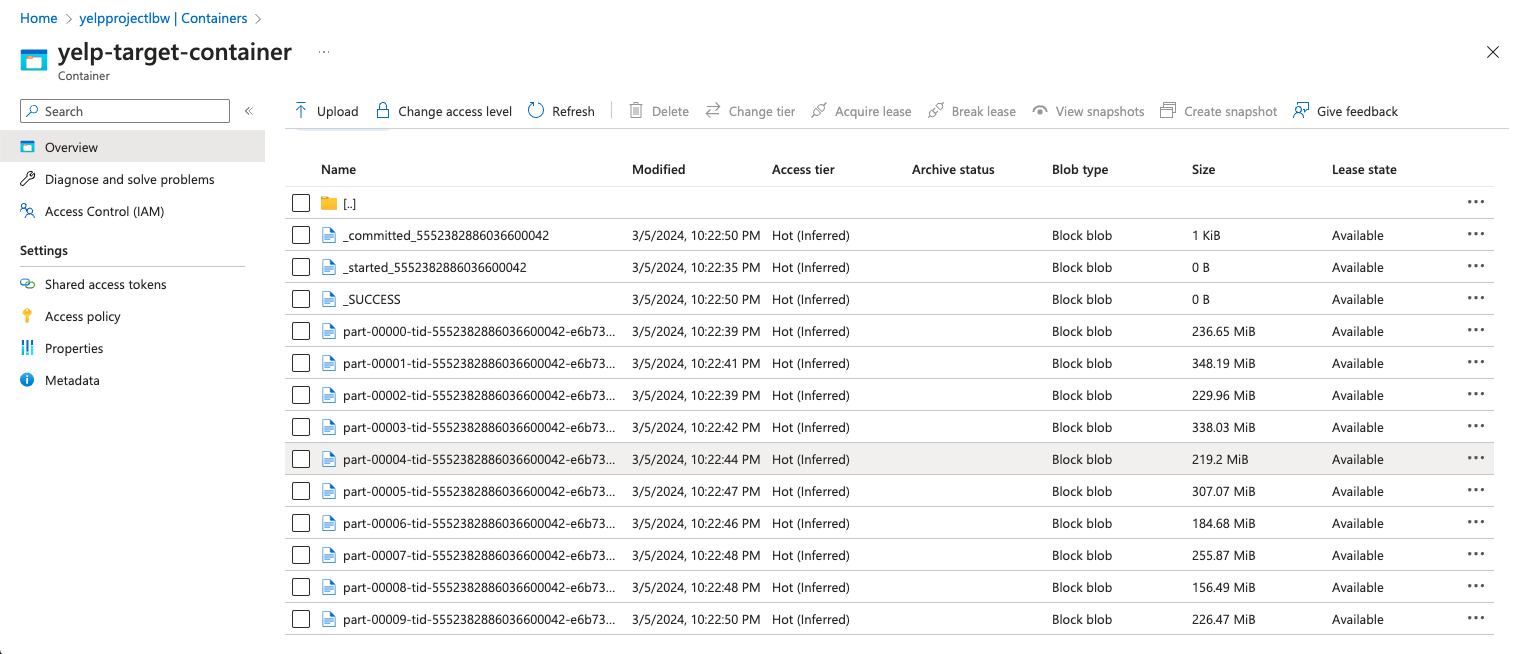 Home > yelpprojectlbw | Containers >
yelp-target-container ...
Container
Search «
Upload Change access level Refresh Delete Change tier Acquire lease Break lease View snapshots Create snapshot Give feedback
Overview
Diagnose and solve problems
Access Control (IAM)
Settings
Shared access tokens
Access policy
Properties
Metadata
Name Modified Access tier Archive status Blob type Size Lease state
[..]
_committed_5552382886036600042 3/5/2024, 10:22:50 PM Hot (Inferred) Block blob 1 KiB Available
_started_5552382886036600042 3/5/2024, 10:22:35 PM Hot (Inferred) Block blob 0 B Available
_SUCCESS 3/5/2024, 10:22:50 PM Hot (Inferred) Block blob 0 B Available
part-00000-tid-5552382886036600042-e6b73... 3/5/2024, 10:22:39 PM Hot (Inferred) Block blob 236.65 MiB Available
part-00001-tid-5552382886036600042-e6b73... 3/5/2024, 10:22:41 PM Hot (Inferred) Block blob 348.19 MiB Available
part-00002-tid-5552382886036600042-e6b73... 3/5/2024, 10:22:39 PM Hot (Inferred) Block blob 229.96 MiB Available
part-00003-tid-5552382886036600042-e6b73... 3/5/2024, 10:22:42 PM Hot (Inferred) Block blob 338.03 MiB Available
part-00004-tid-5552382886036600042-e6b73... 3/5/2024, 10:22:44 PM Hot (Inferred) Block blob 219.2 MiB Available
part-00005-tid-5552382886036600042-e6b73... 3/5/2024, 10:22:47 PM Hot (Inferred) Block blob 307.07 MiB Available
part-00006-tid-5552382886036600042-e6b73... 3/5/2024, 10:22:46 PM Hot (Inferred) Block blob 184.68 MiB Available
part-00007-tid-5552382886036600042-e6b73... 3/5/2024, 10:22:48 PM Hot (Inferred) Block blob 255.87 MiB Available
part-00008-tid-5552382886036600042-e6b73... 3/5/2024, 10:22:48 PM Hot (Inferred) Block blob 156.49 MiB Available
part-00009-tid-5552382886036600042-e6b73... 3/5/2024, 10:22:50 PM Hot (Inferred) Block blob 226.47 MiB Available